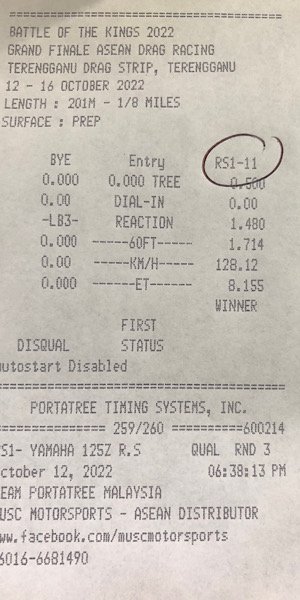 ================================
BATTLE OF THE KINGS 2022
GRAND FINALE ASEAN DRAG RACING
TERENGGANU DRAG STRIP, TERENGGANU
12 - 16 OCTOBER 2022
LENGTH : 201M - 1/8 MILES
SURFACE : PREP
BYE Entry RS1-11
0.000 0.000 TREE 0.500
0.00 DIAL-IN 0.00
-LB3- REACTION 1.480
0.000 -----60FT----- 1.714
0.00 -----KM/H----- 128.12
0.000 ------ET------ 8.155
WINNER
FIRST
DISQUAL STATUS
utostart Disabled
================================
PORTATREE TIMING SYSTEMS, INC.
=============== 259/260 ==========600214
S1- YAMAHA 125Z R.S QUAL RND 3
ctober 12, 2022 06:38:13 PM
EAM PORTATREE MALAYSIA
USC MOTORSPORTS - ASEAN DISTRIBUTOR
ww.facebook.com/muscmotorsports
6016-6681490